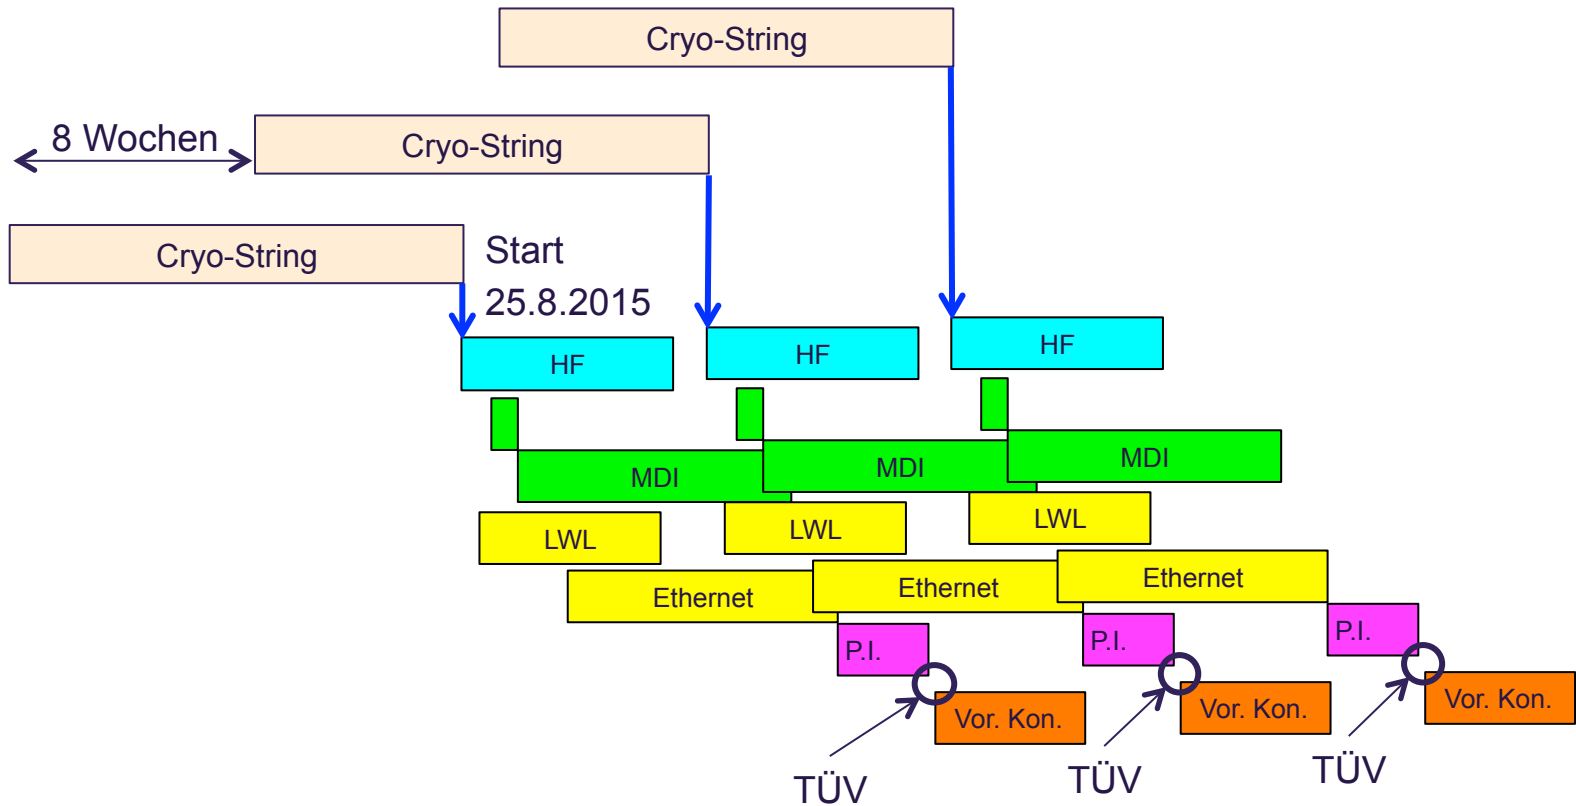 Cryo-String
8 Wochen
Cryo-String
Cryo-String
Start
25.8.2015
HF
HF
HF
MDI
MDI
MDI
LWL
LWL
LWL
Ethernet
Ethernet
Ethernet
P.I.
P.I.
P.I.
Vor. Kon.
Vor. Kon.
Vor. Kon.
TÜV
TÜV
TÜV